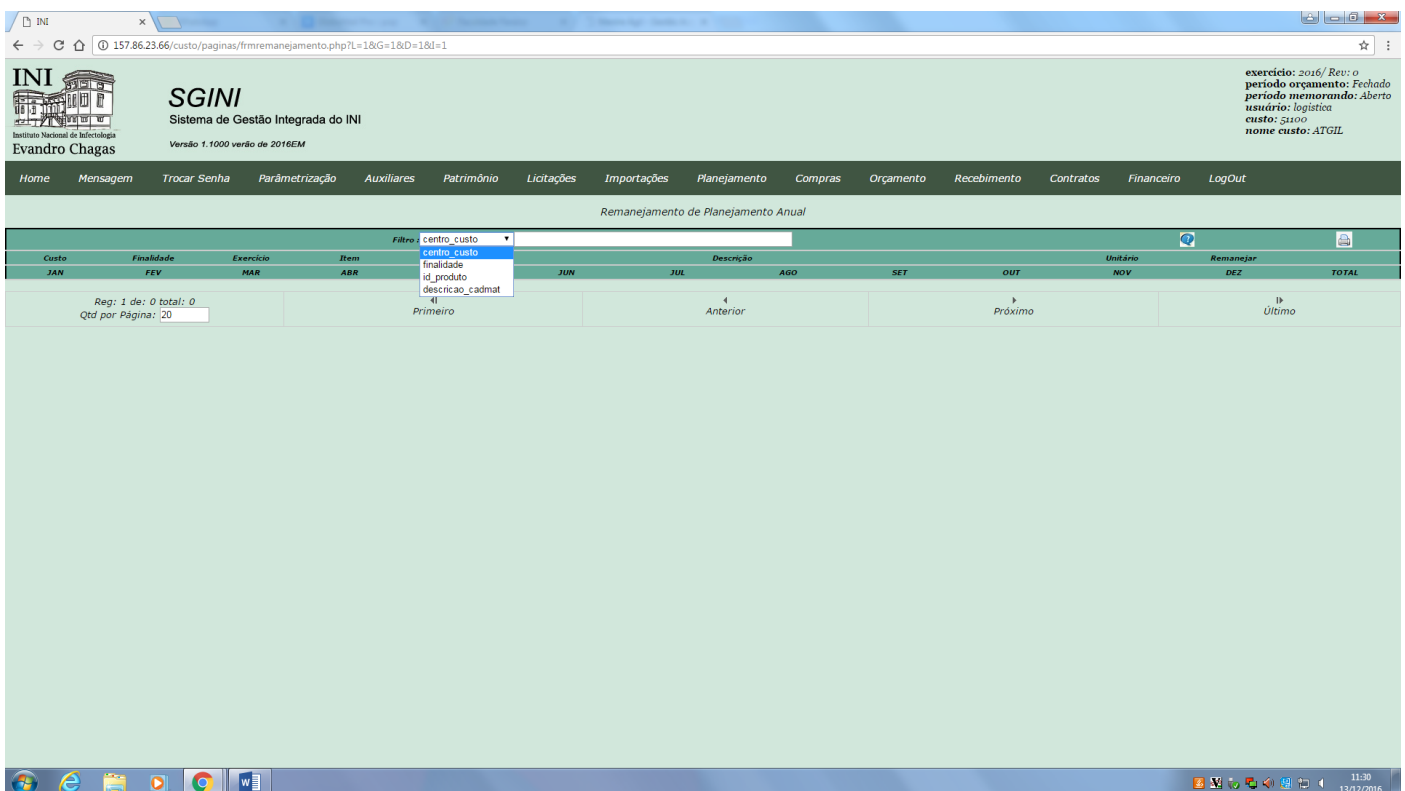 INI
157.86.23.66/custo/paginas/frmremanejamento.php?L=1&G=1&D=1&I=1
INI
Instituto Nacional de Infectologia
Evandro Chagas
SGINI
Sistema de Gestão Integrada do INI
Versão 1.1000 verão de 2016EM
exercício: 2016/ Rev: 0
período orçamento: Fechado
período memorando: Aberto
usuário: logistica
custo: 51100
nome custo: ATGIL
Home Mensagem Trocar Senha Parâmetrização Auxiliares Patrimônio Licitações Importações Planejamento Compras Orçamento Recebimento Contratos Financeiro LogOut
Remanejamento de Planejamento Anual
Filtro : centro_custo
centro_custo
finalidade
id_produto
descricao_cadmat
Custo Finalidade Exercício Item Descrição Unitário Remanejar
JAN FEV MAR ABR JUN JUL AGO SET OUT NOV DEZ TOTAL
Reg: 1 de: 0 total: 0
Qtd por Página: 20
Primeiro Anterior Próximo Último
11:30
13/12/2016